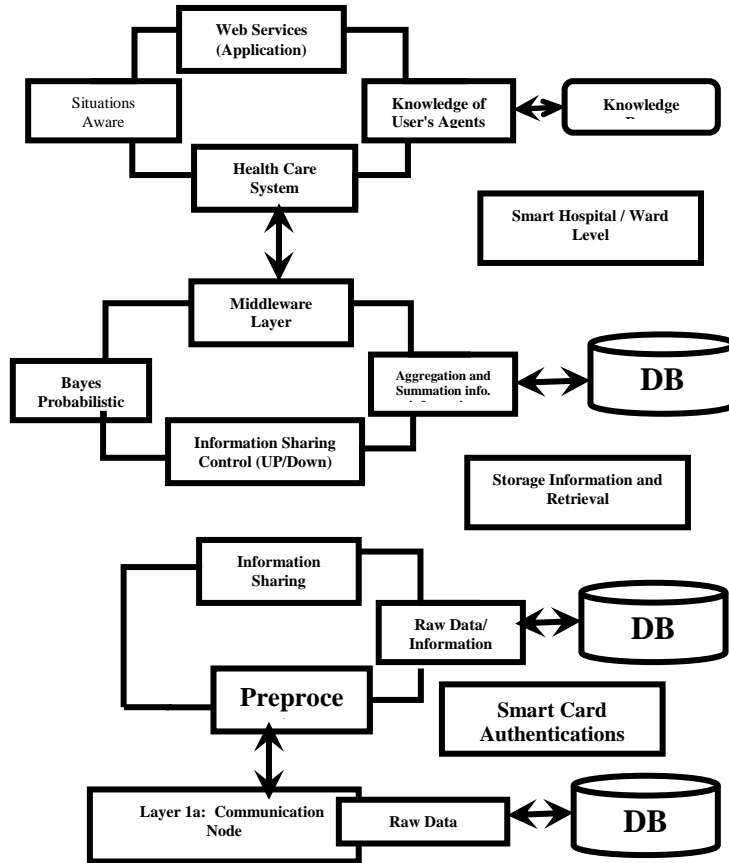 Web Services
(Application)
Situations
Aware
Knowledge of
User's Agents
Knowledge
Health Care
System
Smart Hospital / Ward
Level
Middleware
Layer
Bayes
Probabilistic
Aggregation and
Summation info.
DB
Information Sharing
Control (UP/Down)
Storage Information and
Retrieval
Information
Sharing
Raw Data/
Information
DB
Preproce
Smart Card
Authentications
Layer 1a:  Communication
Node
Raw Data
DB